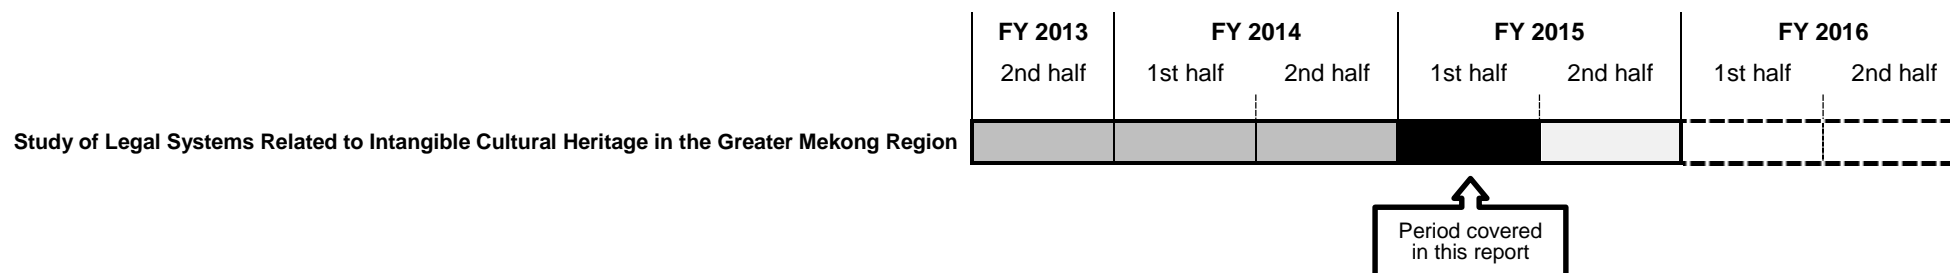 FY 2013 FY 2014 FY 2015 FY 2016
2nd half 1st half 2nd half 1st half 2nd half 1st half 2nd half
Study of Legal Systems Related to Intangible Cultural Heritage in the Greater Mekong Region
Period covered
in this report